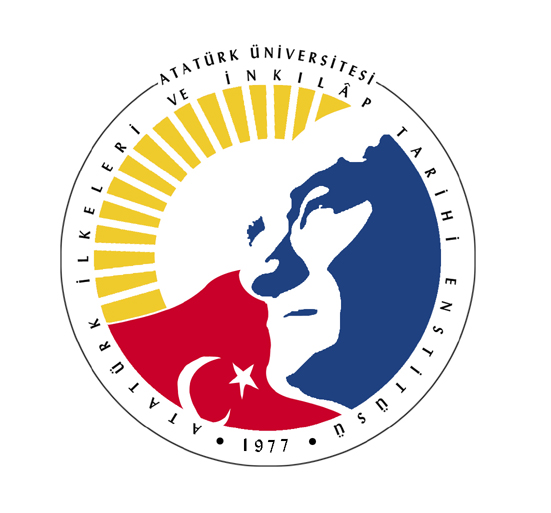 ATATÜRK ÜNİVERSİTESİ
ATATÜRK İLKELERİ VE İNKILÂP TARİHİ ENSTİTÜSÜ
• 1977 •